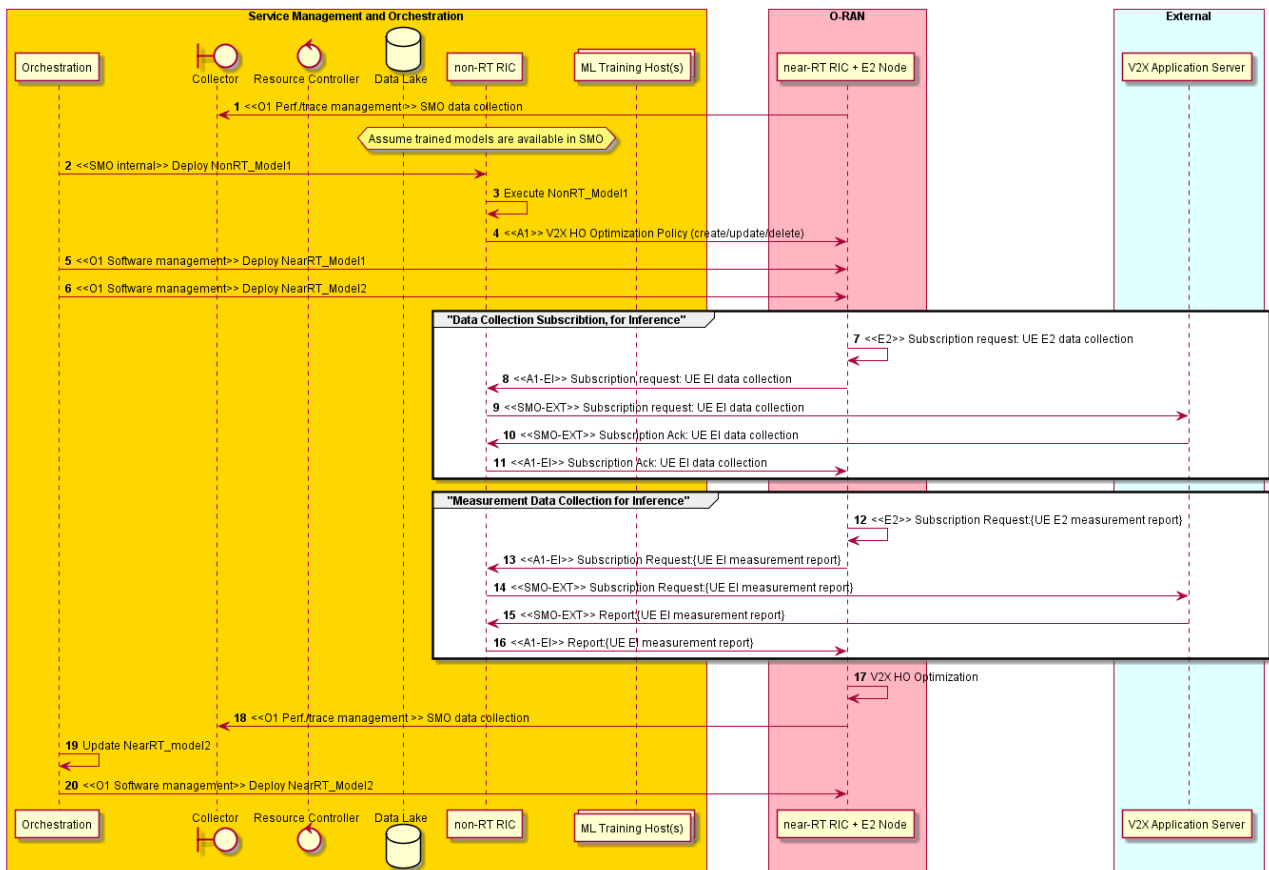 Service Management and Orchestration
O-RAN
External
Orchestration
Collector
Resource Controller
Data Lake
non-RT RIC
ML Training Host(s)
near-RT RIC + E2 Node
V2X Application Server
1 <<O1 Perf./trace management >> SMO data collection
Assume trained models are available in SMO
2 <<SMO internal>> Deploy NonRT_Model1
3 Execute NonRT_Model1
4 <<A1>> V2X HO Optimization Policy (create/update/delete)
5 <<O1 Software management>> Deploy NearRT_Model1
6 <<O1 Software management>> Deploy NearRT_Model2
"Data Collection Subscribtion, for Inference"
7 <<E2>> Subscription request: UE E2 data collection
8 <<A1-EI>> Subscription request: UE EI data collection
9 <<SMO-EXT>> Subscription request: UE EI data collection
10 <<SMO-EXT>> Subscription Ack: UE EI data collection
11 <<A1-EI>> Subscription Ack: UE EI data collection
"Measurement Data Collection for Inference"
12 <<E2>> Subscription Request:{UE E2 measurement report}
13 <<A1-EI>> Subscription Request:{UE EI measurement report}
14 <<SMO-EXT>> Subscription Request:{UE EI measurement report}
15 <<SMO-EXT>> Report:{UE EI measurement report}
16 <<A1-EI>> Report:{UE EI measurement report}
17 V2X HO Optimization
18 <<O1 Perf./trace management >> SMO data collection
19 Update NearRT_model2
20 <<O1 Software management>> Deploy NearRT_Model2
Orchestration
Collector
Resource Controller
Data Lake
non-RT RIC
ML Training Host(s)
near-RT RIC + E2 Node
V2X Application Server